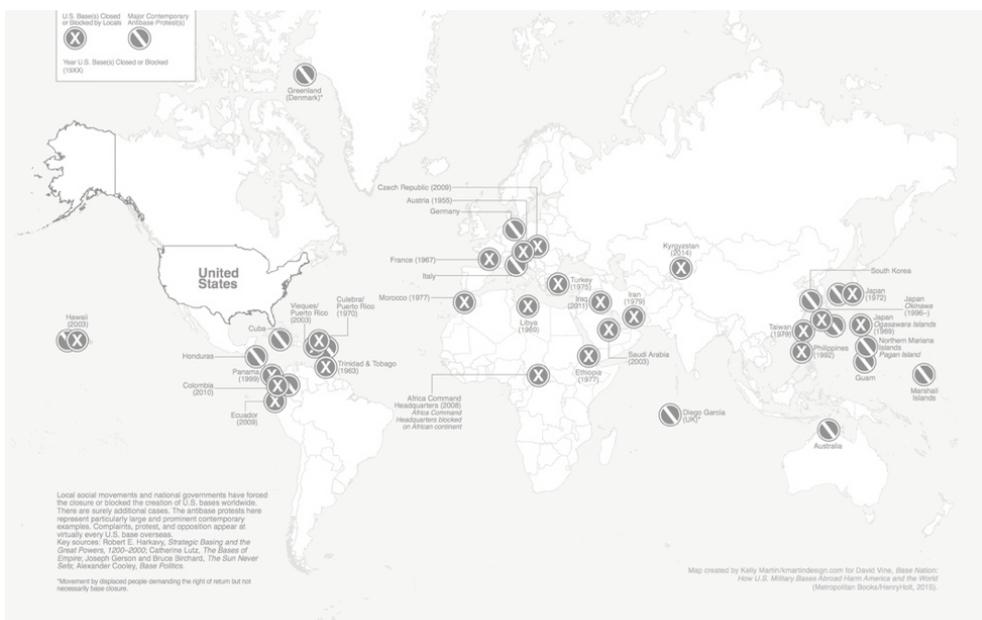 U.S. Base(s) Closed
or Blocked by Locals
Major Contemporary
Antibase Protest(s)
Year U.S. Base(s) Closed or Blocked
(19XX)
Greenland
(Denmark)*
Czech Republic (2009)
Austria (1955)
Germany
France (1967)
Italy
Morocco (1977)
Libya
(1969)
Turkey
(1975)
Iraq
(2011)
Iran
(1979)
Kyrgyzstan
(2014)
Saudi Arabia
(2003)
Ethiopia
(1977)
Africa Command
Headquarters (2008)
Africa Command
Headquarters blocked
on African continent
United
States
Hawaii
(2003)
Cuba
Vieques/
Puerto Rico
(2003)
Culebra/
Puerto Rico
(1970)
Honduras
Panama
(1999)
Trinidad & Tobago
(1963)
Colombia
(2010)
Ecuador
(2009)
South Korea
Japan
(1972)
Japan
Okinawa
(1996–)
Japan
Ogasawara Islands
(1969)
Taiwan
(1979)
Philippines
(1992)
Northern Mariana
Islands
Pagan Island
Guam
Marshall
Islands
Diego Garcia
(UK)*
Australia
Local social movements and national governments have forced
the closure or blocked the creation of U.S. bases worldwide.
There are surely additional cases. The antibase protests here
represent particularly large and prominent contemporary
examples. Complaints, protest, and opposition appear at
virtually every U.S. base overseas.
Key sources: Robert E. Harkavy, Strategic Basing and the
Great Powers, 1200–2000; Catherine Lutz, The Bases of
Empire; Joseph Gerson and Bruce Birchard, The Sun Never
Sets; Alexander Cooley, Base Politics.
*Movement by displaced people demanding the right of return but not
necessarily base closure.
Map created by Kelly Martin/kmartindesign.com for David Vine, Base Nation:
How U.S. Military Bases Abroad Harm America and the World
(Metropolitan Books/HenryHolt, 2015).